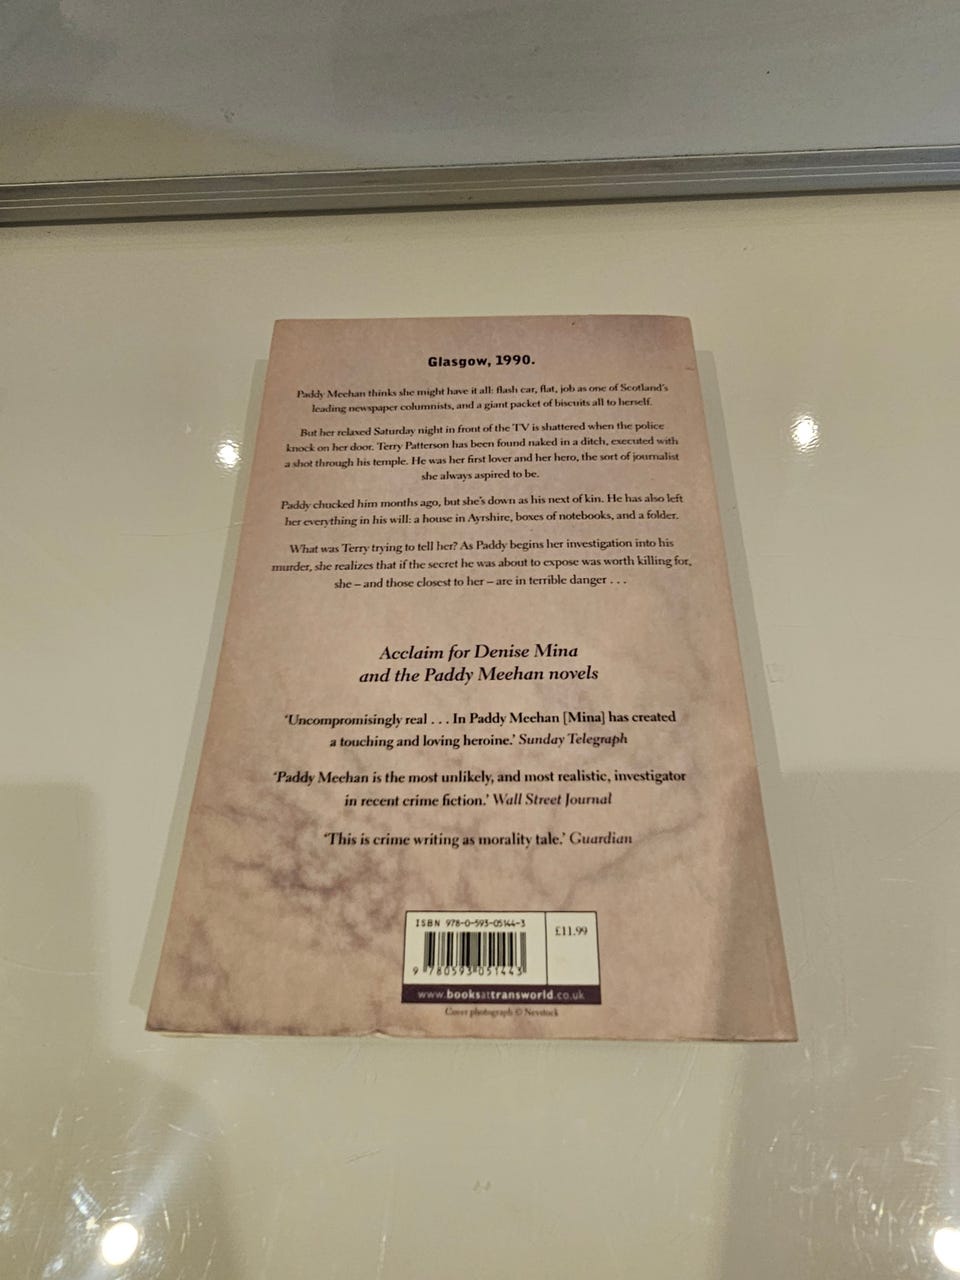 Glasgow, 1990.
Paddy Meehan thinks she might have it all: flash car, flat, job as one of Scotland's
leading newspaper columnists, and a giant packet of biscuits all to herself.
But her relaxed Saturday night in front of the TV is shattered when the police
knock on her door. Terry Patterson has been found naked in a ditch, executed with
a shot through his temple. He was her first lover and her hero, the sort of journalist
she always aspired to be.
Paddy chucked him months ago, but she's down as his next of kin. He has also left
her everything in his will: a house in Ayrshire, boxes of notebooks, and a folder.
What was Terry trying to tell her? As Paddy begins her investigation into his
murder, she realizes that if the secret he was about to expose was worth killing for,
she – and those closest to her – are in terrible danger . . .
Acclaim for Denise Mina
and the Paddy Meehan novels
'Uncompromisingly real . . . In Paddy Meehan [Mina] has created
a touching and loving heroine.' Sunday Telegraph
'Paddy Meehan is the most unlikely, and most realistic, investigator
in recent crime fiction.' Wall Street Journal
'This is crime writing as morality tale.' Guardian
ISBN 978-0-593-05144-3
£11.99
9 780593 051443
www.booksattransworld.co.uk
Cover photograph © Nevstock